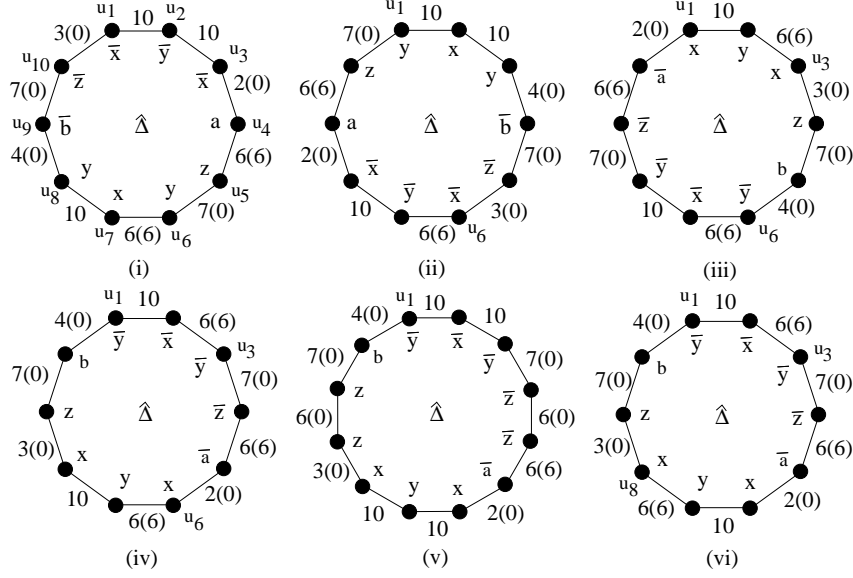 u1 10 u2
3(0) x̄ ȳ 10
u10 z̄ x̄ u3
7(0) 2(0)
u9 b̄ Δ̂ a u4
4(0) 6(6)
u8 y z u5
10 x y 7(0)
u7 6(6) u6
(i)
u1 10
7(0) y x 10
z y
6(6) 4(0)
a Δ̂ b̄
2(0) 7(0)
x̄ z̄
10 ȳ x̄ 3(0)
6(6) u6
(ii)
u1 10
2(0) x y 6(6)
ā x u3
6(6) 3(0)
z̄ Δ̂ z
7(0) 7(0)
ȳ b
10 x̄ ȳ 4(0)
6(6) u6
(iii)
u1 10
4(0) ȳ x̄ 6(6)
b ȳ u3
7(0) 7(0)
z Δ̂ z̄
3(0) 6(6)
x ā
10 y x 2(0)
6(6) u6
(iv)
u1 10
4(0) ȳ x̄ 10
b ȳ
7(0) 7(0)
z z̄
6(0) Δ̂ 6(0)
z z̄
3(0) x ā 6(6)
y x
10 10 2(0)
(v)
u1 10
4(0) ȳ x̄ 6(6)
b ȳ u3
7(0) 7(0)
z Δ̂ z̄
3(0) 6(6)
u8 x ā
6(6) y x 2(0)
10
(vi)